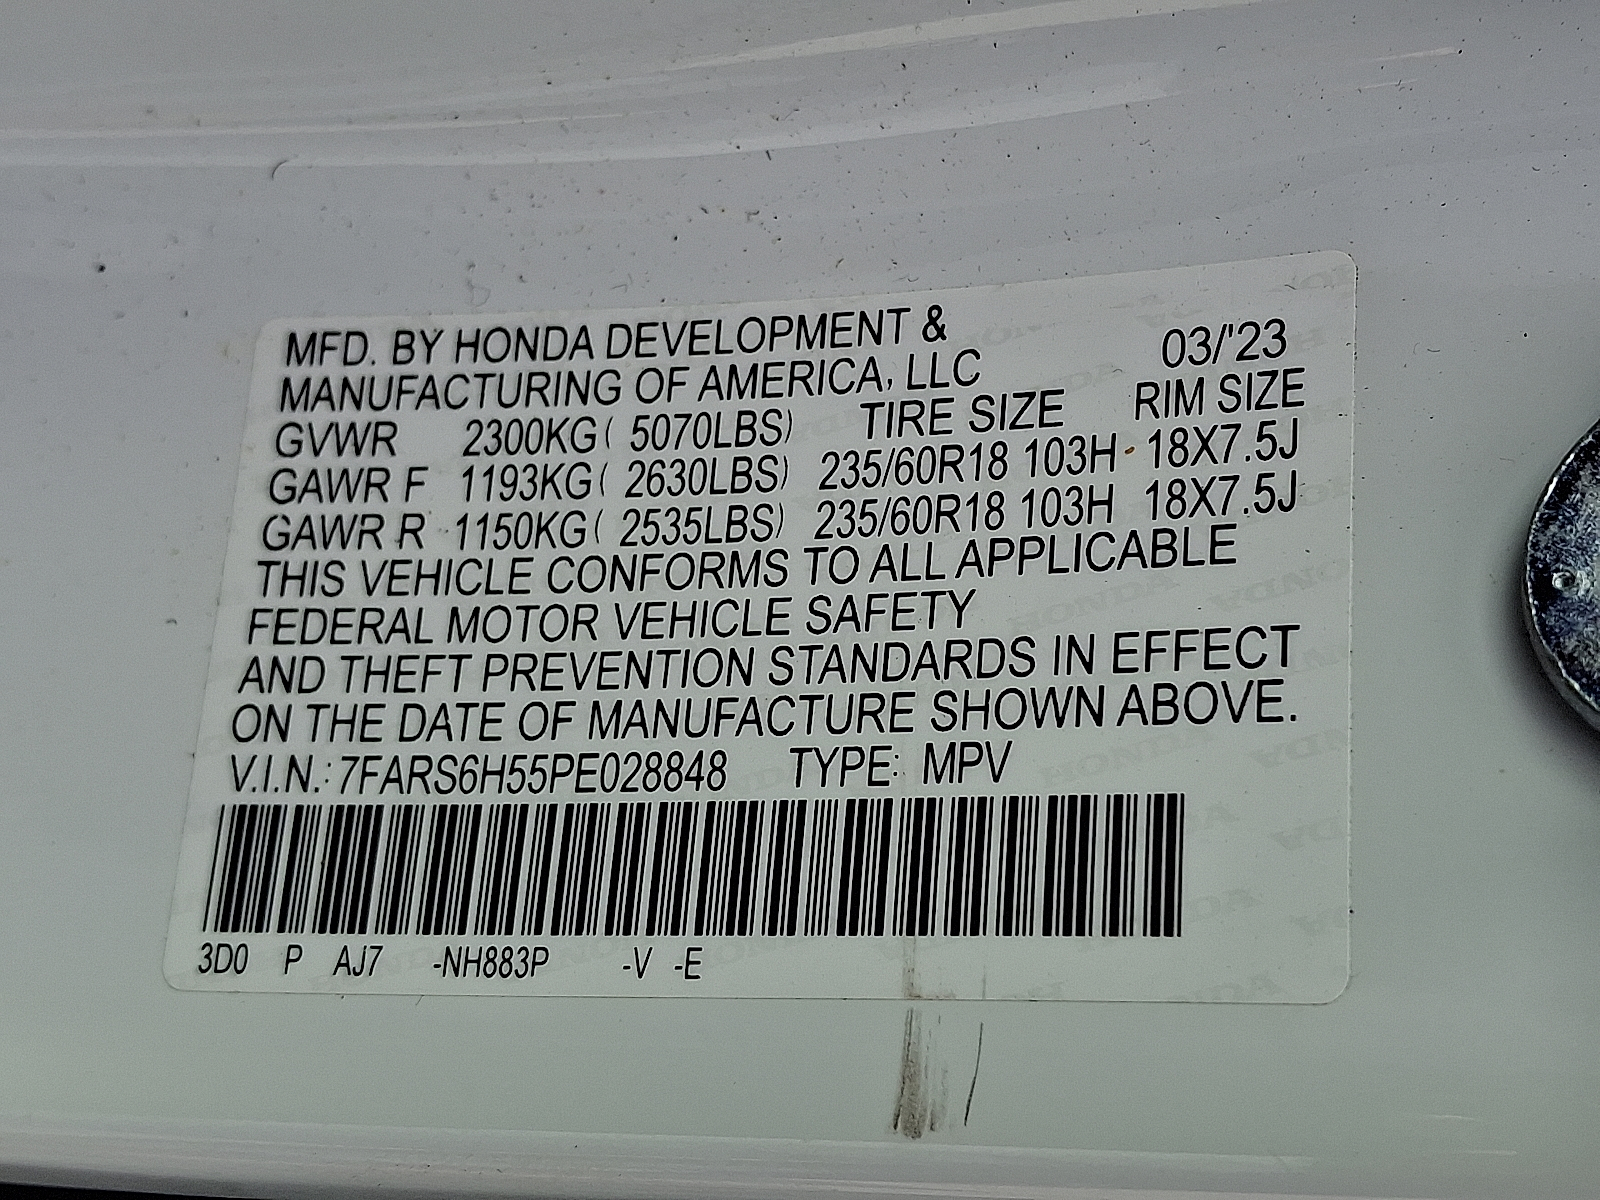 MFD. BY HONDA DEVELOPMENT &
MANUFACTURING OF AMERICA, LLC 03/'23
GVWR 2300KG( 5070LBS) TIRE SIZE RIM SIZE
GAWR F 1193KG( 2630LBS) 235/60R18 103H 18X7.5J
GAWR R 1150KG( 2535LBS) 235/60R18 103H 18X7.5J
THIS VEHICLE CONFORMS TO ALL APPLICABLE
FEDERAL MOTOR VEHICLE SAFETY
AND THEFT PREVENTION STANDARDS IN EFFECT
ON THE DATE OF MANUFACTURE SHOWN ABOVE.
V.I.N.: 7FARS6H55PE028848 TYPE: MPV
3D0 P AJ7 -NH883P -V -E